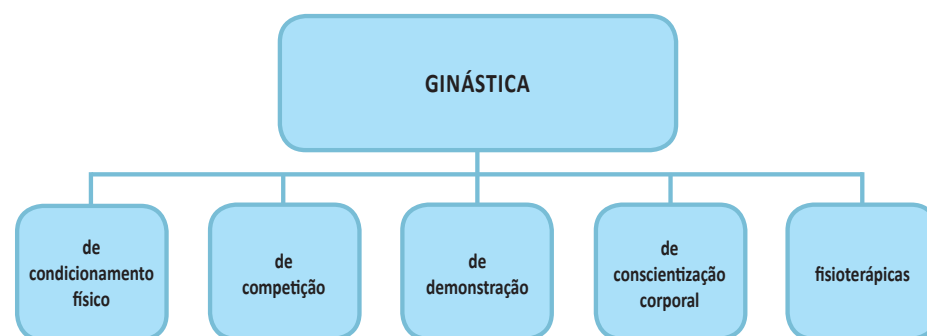 GINÁSTICA
de
condicionamento
físico
de
competição
de
demonstração
de
conscientização
corporal
fisioterápicas